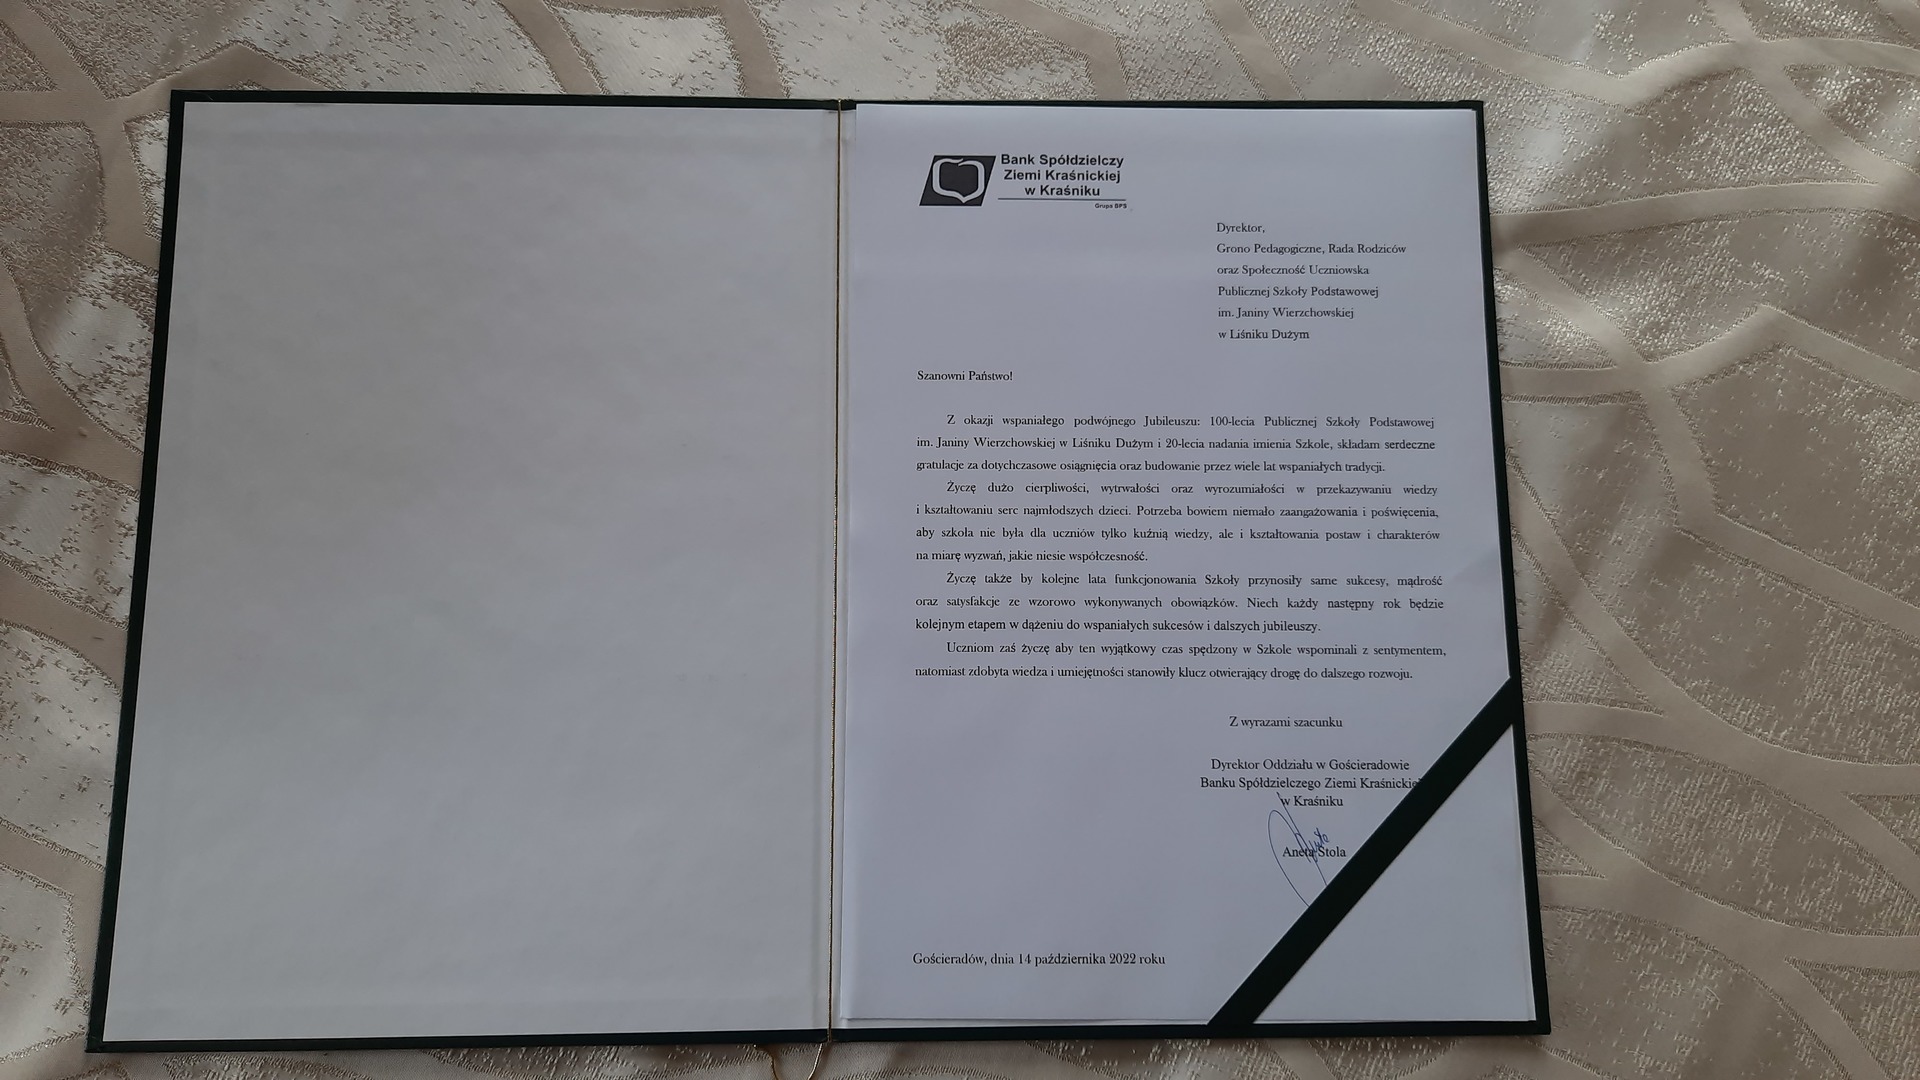 Bank Spółdzielczy
Ziemi Kraśnickiej
w Kraśniku
Grupa BPS
Dyrektor,
Grono Pedagogiczne, Rada Rodziców
oraz Społeczność Uczniowska
Publicznej Szkoły Podstawowej
im. Janiny Wierzchowskiej
w Liśniku Dużym
Szanowni Państwo!
Z okazji wspaniałego podwójnego Jubileuszu: 100-lecia Publicznej Szkoły Podstawowej
im. Janiny Wierzchowskiej w Liśniku Dużym i 20-lecia nadania imienia Szkole, składam serdeczne
gratulacje za dotychczasowe osiągnięcia oraz budowanie przez wiele lat wspaniałych tradycji.
Życzę dużo cierpliwości, wytrwałości oraz wyrozumiałości w przekazywaniu wiedzy
i kształtowaniu serc najmłodszych dzieci. Potrzeba bowiem niemało zaangażowania i poświęcenia,
aby szkoła nie była dla uczniów tylko kuźnią wiedzy, ale i kształtowania postaw i charakterów
na miarę wyzwań, jakie niesie współczesność.
Życzę także by kolejne lata funkcjonowania Szkoły przynosiły same sukcesy, mądrość
oraz satysfakcje ze wzorowo wykonywanych obowiązków. Niech każdy następny rok będzie
kolejnym etapem w dążeniu do wspaniałych sukcesów i dalszych jubileuszy.
Uczniom zaś życzę aby ten wyjątkowy czas spędzony w Szkole wspominali z sentymentem,
natomiast zdobyta wiedza i umiejętności stanowiły klucz otwierający drogę do dalszego rozwoju.
Z wyrazami szacunku
Dyrektor Oddziału w Gościeradowie
Banku Spółdzielczego Ziemi Kraśnickie
w Kraśniku
Aneta Stola
Gościeradów, dnia 14 października 2022 roku